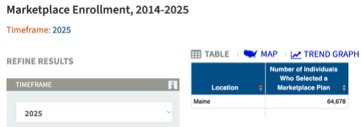 Marketplace Enrollment, 2014-2025
Timeframe: 2025
REFINE RESULTS
TIMEFRAME
2025
TABLE MAP TREND GRAPH
Location
Number of Individuals
Who Selected a
Marketplace Plan
Maine 64,678